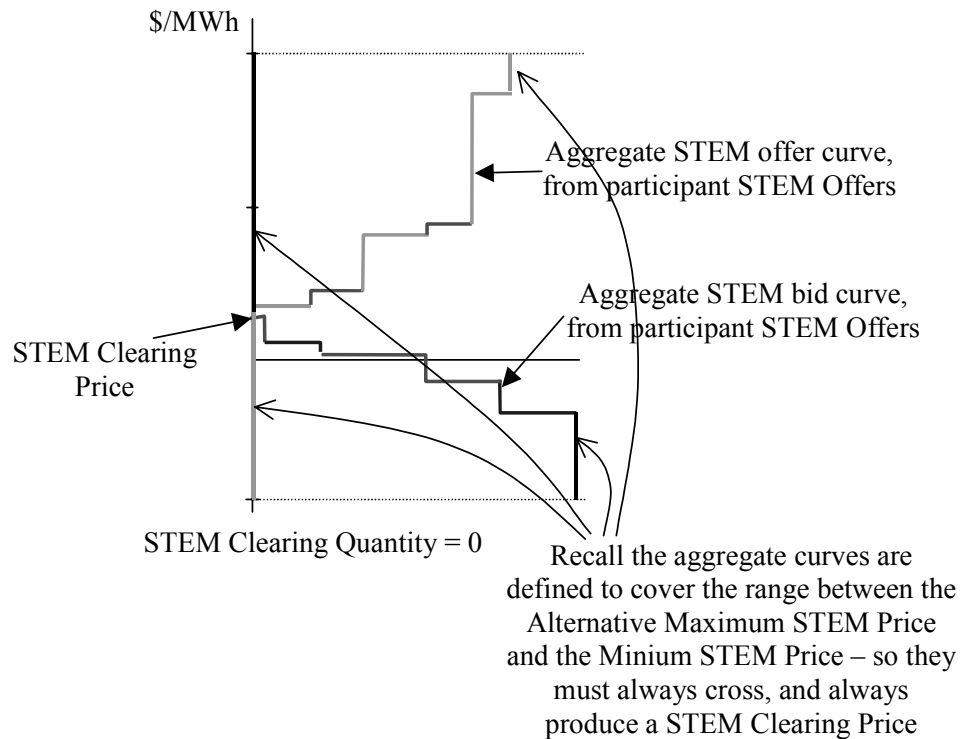 $/MWh
Aggregate STEM offer curve,
from participant STEM Offers
Aggregate STEM bid curve,
from participant STEM Offers
STEM Clearing
Price
STEM Clearing Quantity = 0
Recall the aggregate curves are
defined to cover the range between the
Alternative Maximum STEM Price
and the Minium STEM Price – so they
must always cross, and always
produce a STEM Clearing Price